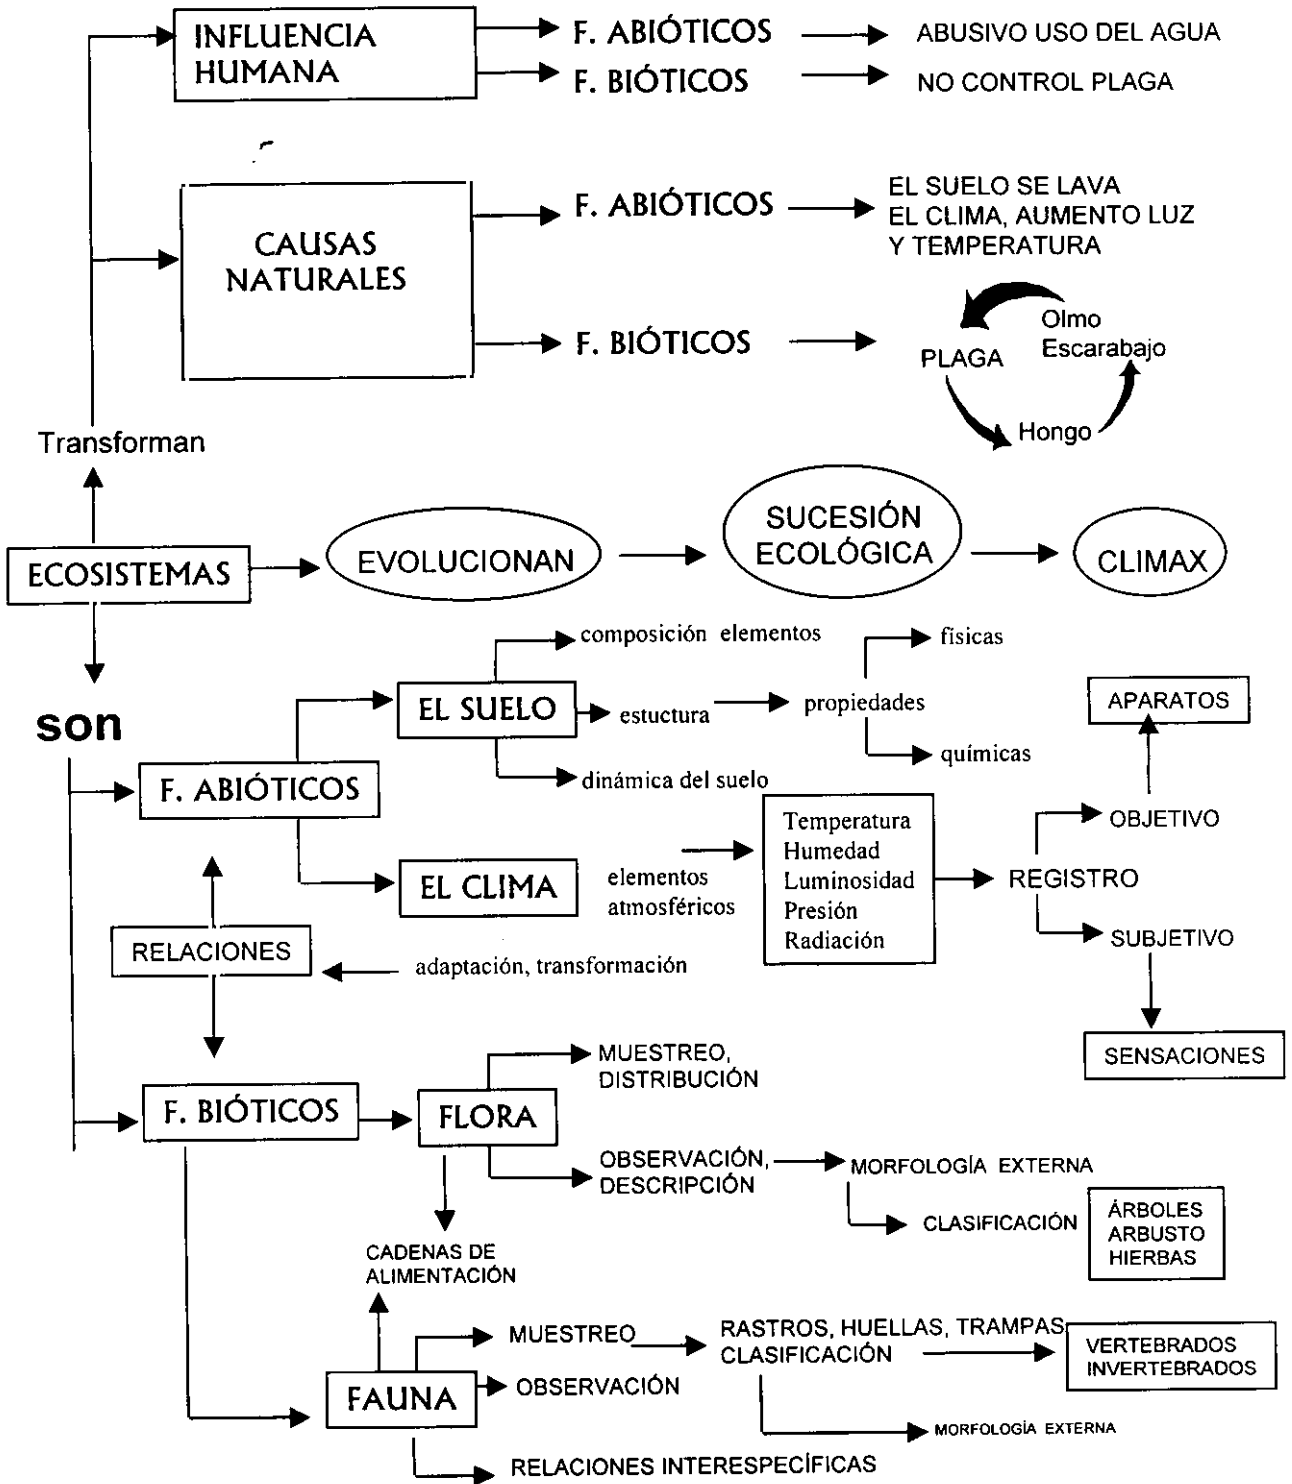 INFLUENCIA
HUMANA
F. ABIÓTICOS
ABUSIVO USO DEL AGUA
F. BIÓTICOS
NO CONTROL PLAGA
CAUSAS
NATURALES
F. ABIÓTICOS
EL SUELO SE LAVA
EL CLIMA, AUMENTO LUZ
Y TEMPERATURA
F. BIÓTICOS
PLAGA
Olmo
Escarabajo
Hongo
Transforman
ECOSISTEMAS
EVOLUCIONAN
SUCESIÓN
ECOLÓGICA
CLIMAX
son
F. ABIÓTICOS
EL SUELO
composición elementos
estuctura
propiedades
físicas
químicas
dinámica del suelo
EL CLIMA
elementos
atmosféricos
Temperatura
Humedad
Luminosidad
Presión
Radiación
REGISTRO
OBJETIVO
APARATOS
SUBJETIVO
SENSACIONES
RELACIONES
adaptación, transformación
F. BIÓTICOS
FLORA
MUESTREO,
DISTRIBUCIÓN
OBSERVACIÓN,
DESCRIPCIÓN
MORFOLOGÍA EXTERNA
CLASIFICACIÓN
ÁRBOLES
ARBUSTO
HIERBAS
CADENAS DE
ALIMENTACIÓN
FAUNA
MUESTREO
RASTROS, HUELLAS, TRAMPAS
CLASIFICACIÓN
VERTEBRADOS
INVERTEBRADOS
MORFOLOGÍA EXTERNA
OBSERVACIÓN
RELACIONES INTERESPECÍFICAS